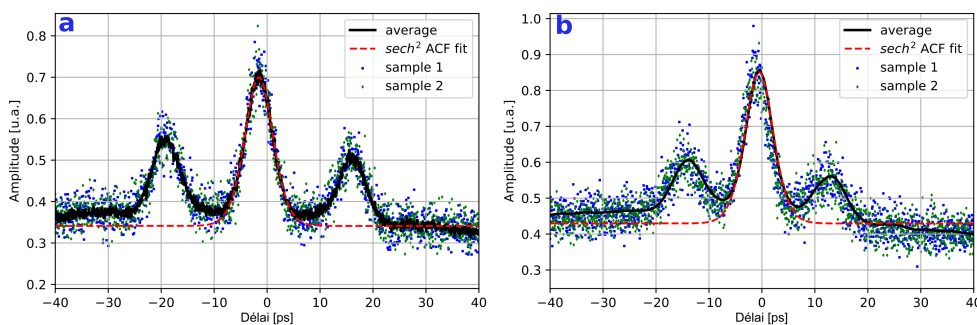 a
0.8
0.7
0.6
0.5
0.4
0.3
0.2
Amplitude [u.a.]
−40 −30 −20 −10 0 10 20 30 40
Délai [ps]
average
sech² ACF fit
sample 1
sample 2
b
1.0
0.9
0.8
0.7
0.6
0.5
0.4
0.3
Amplitude [u.a.]
−40 −30 −20 −10 0 10 20 30 40
Délai [ps]
average
sech² ACF fit
sample 1
sample 2